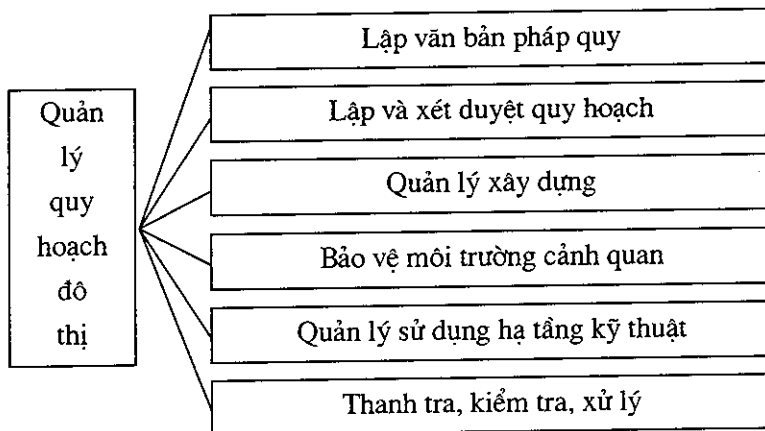 Quản
lý
quy
hoạch
đô
thị
Lập văn bản pháp quy
Lập và xét duyệt quy hoạch
Quản lý xây dựng
Bảo vệ môi trường cảnh quan
Quản lý sử dụng hạ tầng kỹ thuật
Thanh tra, kiểm tra, xử lý